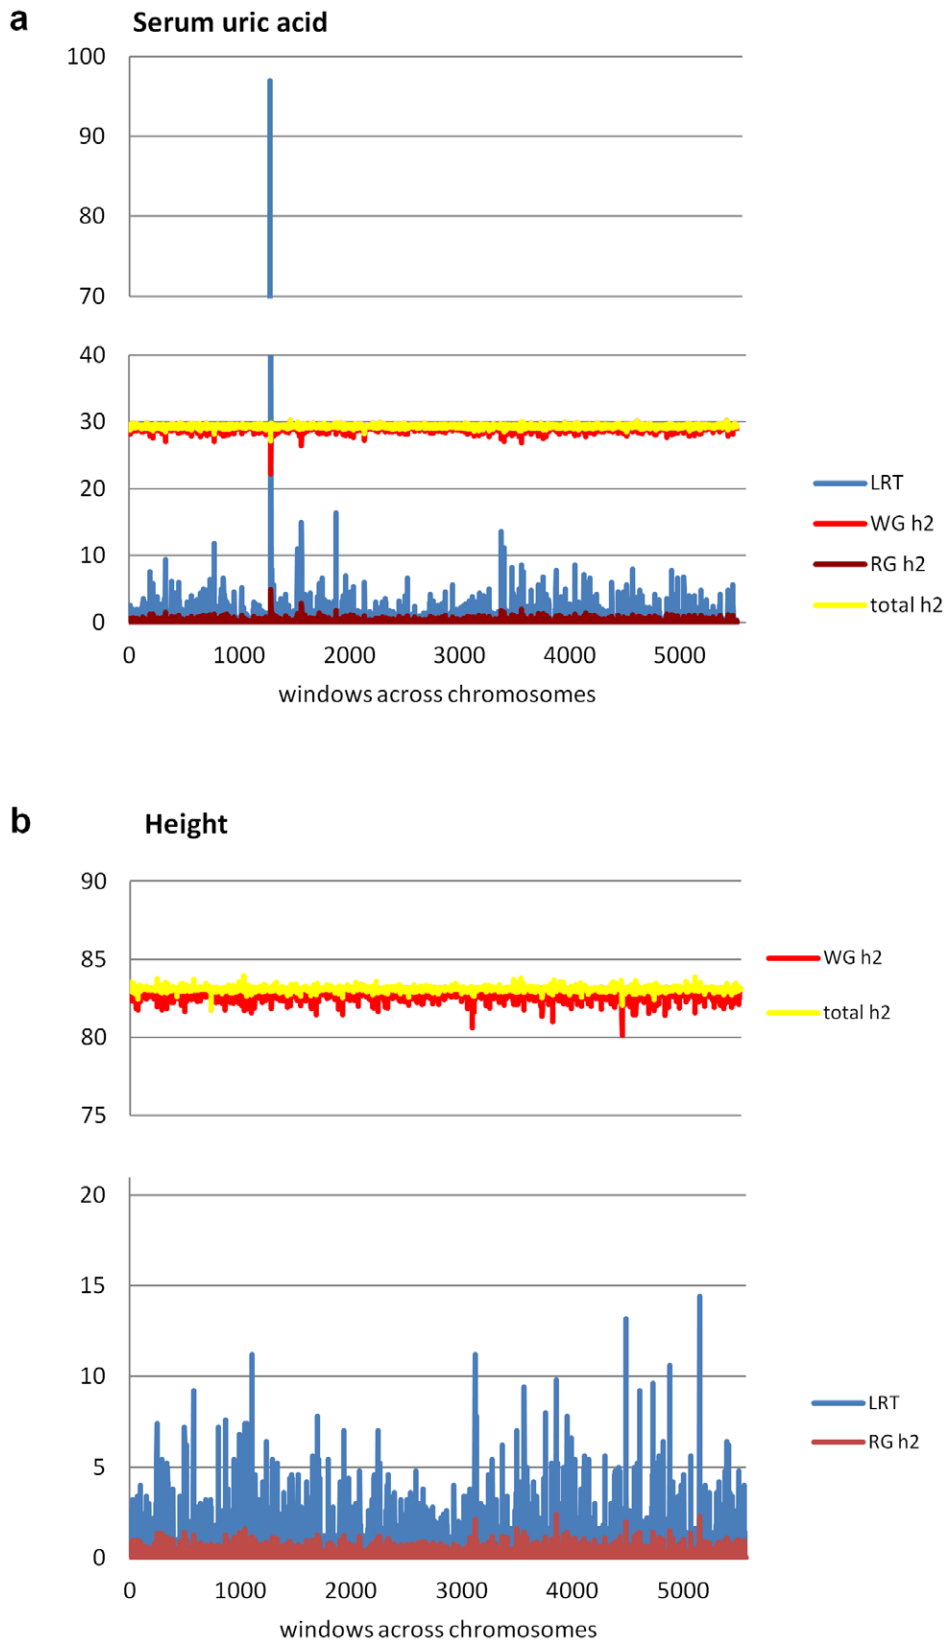 a
Serum uric acid
100
90
80
70
40
30
20
10
0
0 1000 2000 3000 4000 5000
windows across chromosomes
LRT
WG h2
RG h2
total h2
b
Height
90
85
80
75
WG h2
total h2
20
15
10
5
0
0 1000 2000 3000 4000 5000
windows across chromosomes
LRT
RG h2